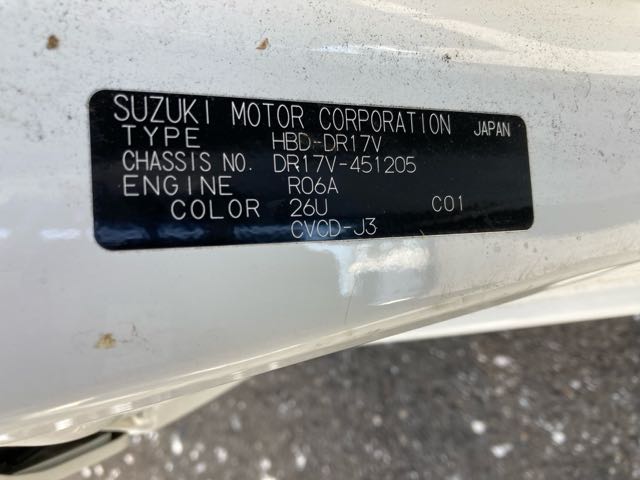 SUZUKI MOTOR CORPORATION JAPAN
TYPE HBD-DR17V
CHASSIS NO. DR17V-451205
ENGINE R06A
COLOR 26U C01
CVCD-J3